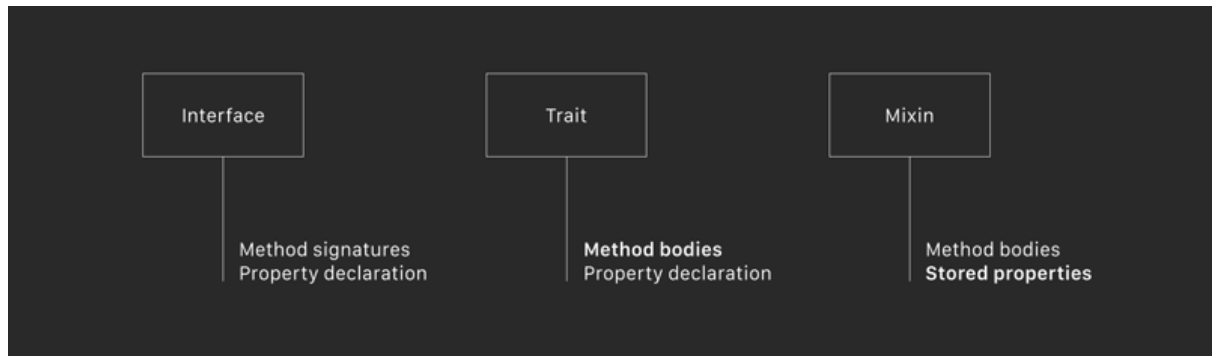 Interface
Trait
Mixin
Method signatures
Property declaration
Method bodies
Property declaration
Method bodies
Stored properties